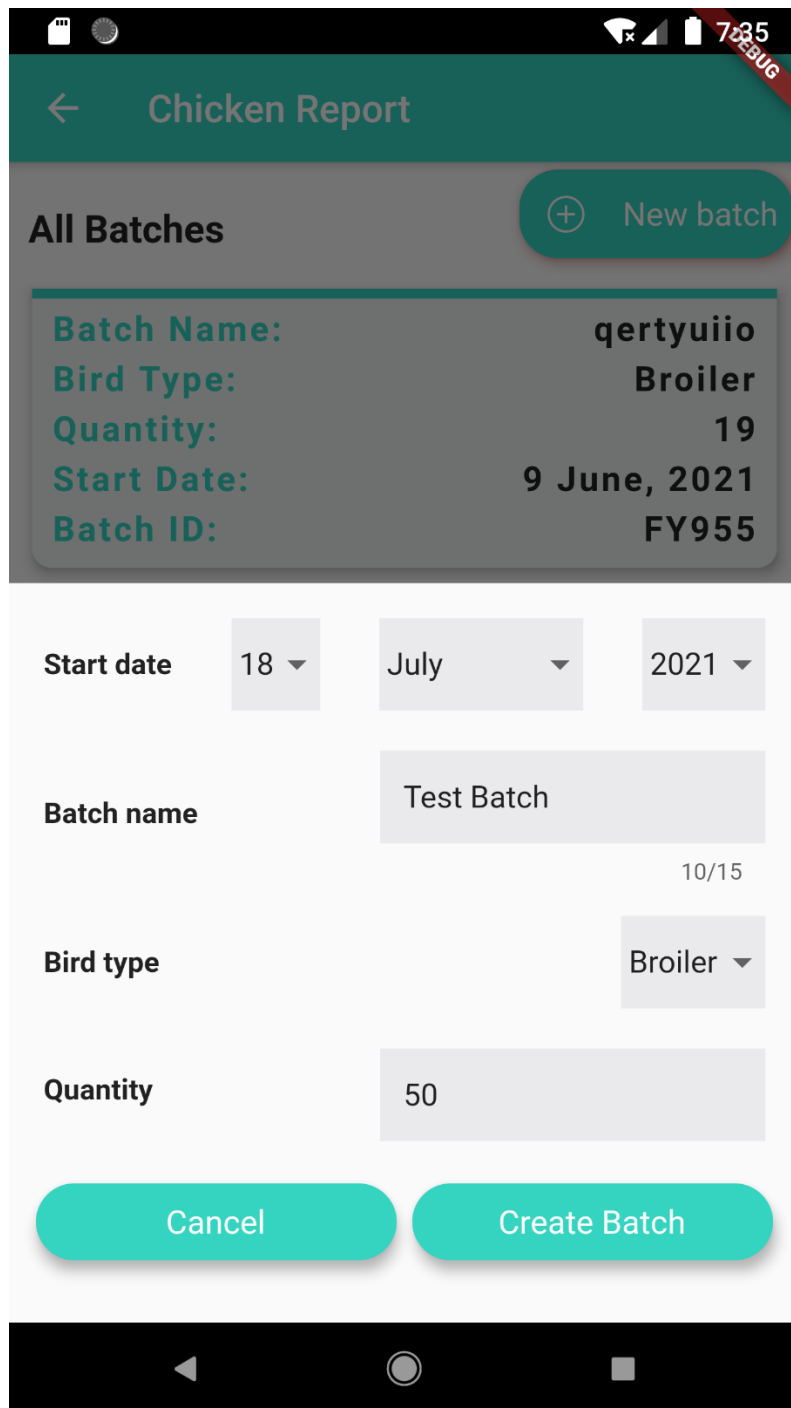 7:35
DEBUG
Chicken Report
All Batches
New batch
Batch Name: qertyuiio
Bird Type: Broiler
Quantity: 19
Start Date: 9 June, 2021
Batch ID: FY955
Start date 18 July 2021
Batch name Test Batch
10/15
Bird type Broiler
Quantity 50
Cancel Create Batch